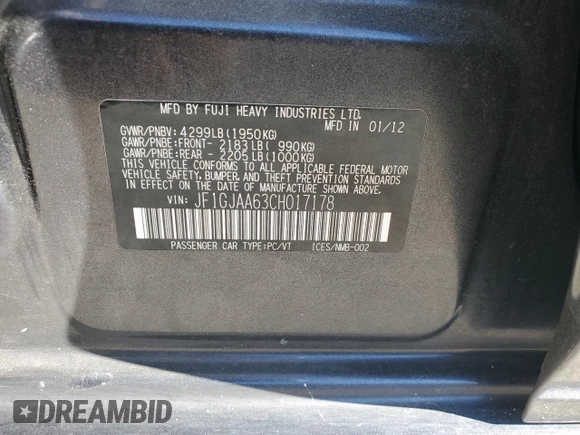 MFD BY FUJI HEAVY INDUSTRIES LTD.
MFD IN 01/12
GVWR/PNBV: 4299LB(1950KG)
GAWR/PNBE:FRONT- 2183LB( 990KG)
GAWR/PNBE:REAR - 2205LB(1000KG)
THIS VEHICLE CONFORMS TO ALL APPLICABLE FEDERAL MOTOR
VEHICLE SAFETY, BUMPER, AND THEFT PREVENTION STANDARDS
IN EFFECT ON THE DATE OF MANUFACTURE SHOWN ABOVE.
VIN: JF1GJAA63CH017178
PASSENGER CAR TYPE:PC/VT ICES/NMB-002
DREAMBID